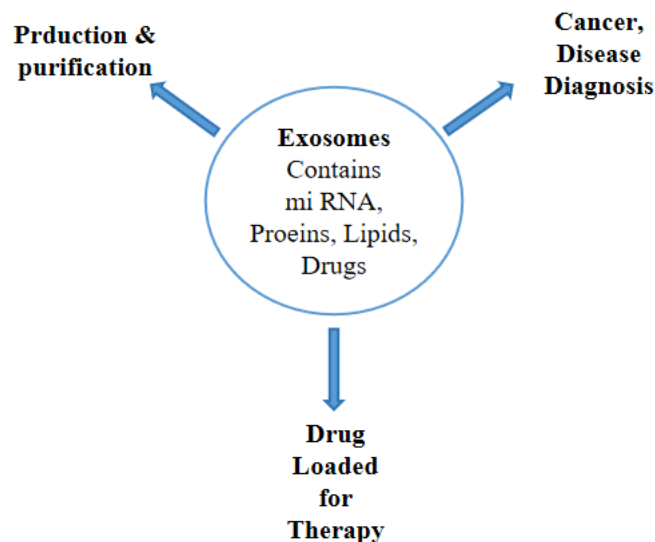 Prduction &
purification
Cancer,
Disease
Diagnosis
Exosomes
Contains
mi RNA,
Proeins, Lipids,
Drugs
Drug
Loaded
for
Therapy